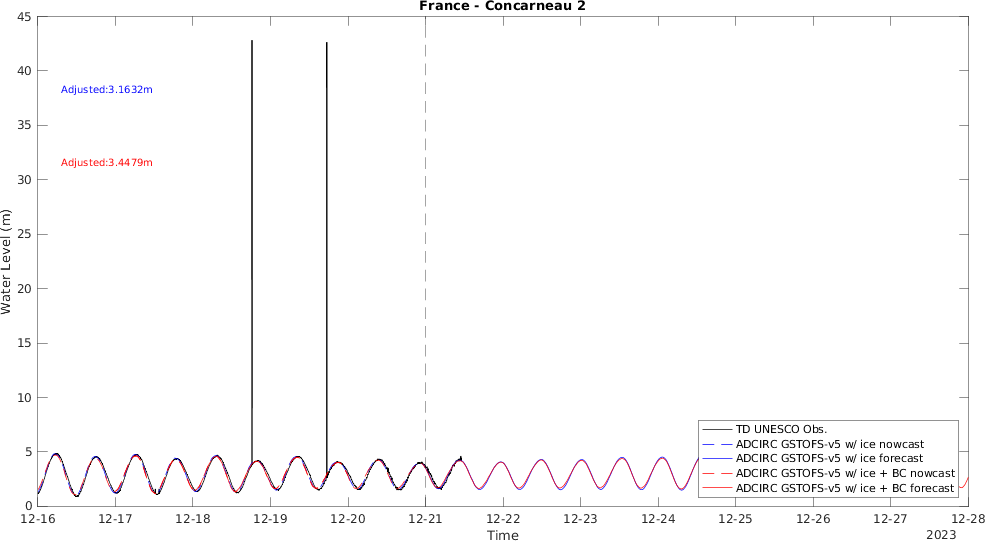 France - Concarneau 2
45
40
35
30
25
20
15
10
5
0
Water Level (m)
Adjusted:3.1632m
Adjusted:3.4479m
TD UNESCO Obs.
ADCIRC GSTOFS-v5 w/ ice nowcast
ADCIRC GSTOFS-v5 w/ ice forecast
ADCIRC GSTOFS-v5 w/ ice + BC nowcast
ADCIRC GSTOFS-v5 w/ ice + BC forecast
12-16 12-17 12-18 12-19 12-20 12-21 12-22 12-23 12-24 12-25 12-26 12-27 12-28
Time
2023